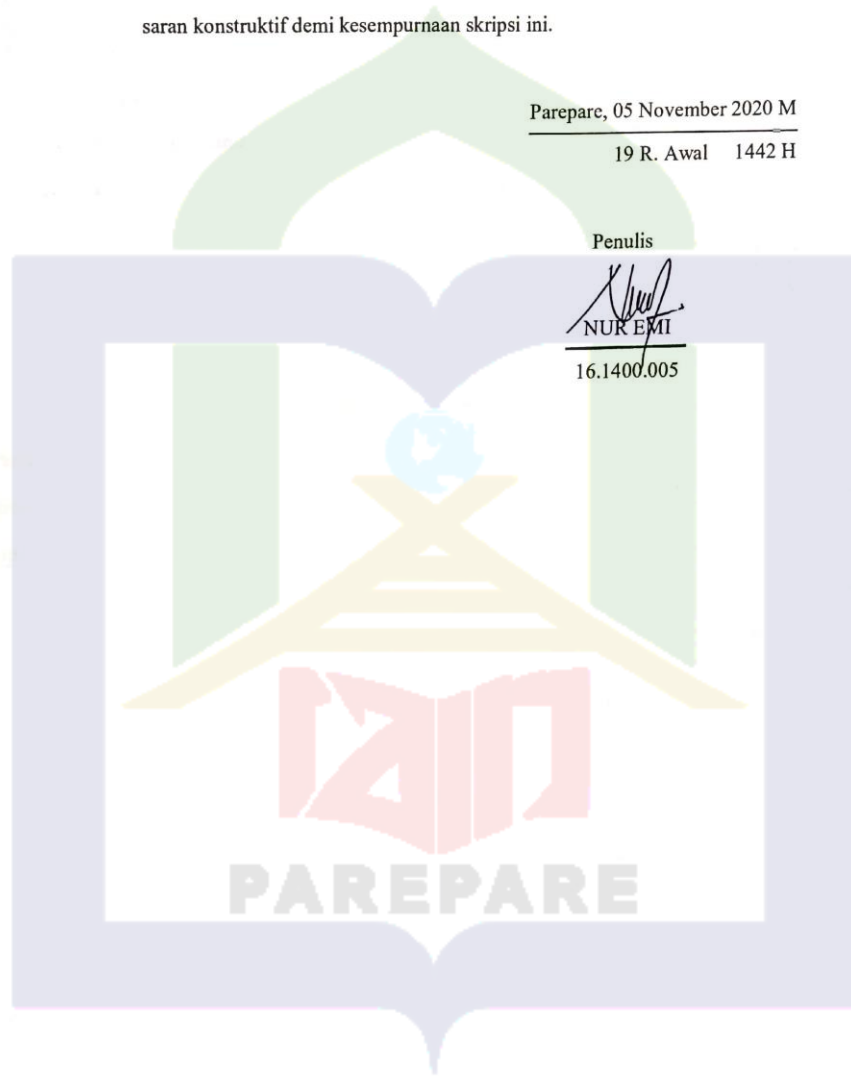 saran konstruktif demi kesempurnaan skripsi ini.
Parepare, 05 November 2020 M
19 R. Awal 1442 H
Penulis
NUR EMI
16.1400.005
iain
PAREPARE